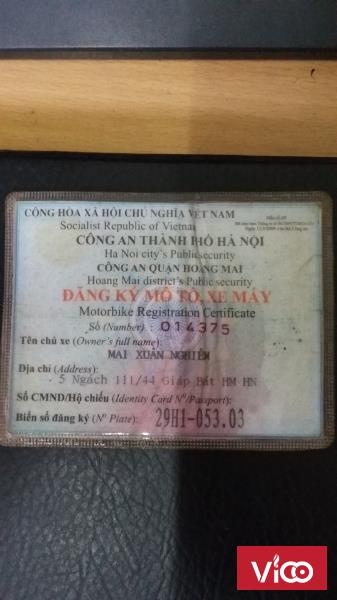 CỘNG HÒA XÃ HỘI CHỦ NGHĨA VIỆT NAM
Socialist Republic of Vietnam
CÔNG AN THÀNH PHỐ HÀ NỘI
Ha Noi city's Public security
CÔNG AN QUẬN HOÀNG MAI
Hoang Mai district's Public security
ĐĂNG KÝ MÔ TÔ, XE MÁY
Motorbike Registration Certificate
Số (Number) : 014375
Tên chủ xe (Owner's full name):
MAI XUÂN NGHIÊM
Địa chỉ (Address):
5 Ngách 111/44 Giáp Bát HM HN
Số CMND/Hộ chiếu (Identity Card Nº/Passport):
Biển số đăng ký (Nº Plate): 29H1-053.03
VICO